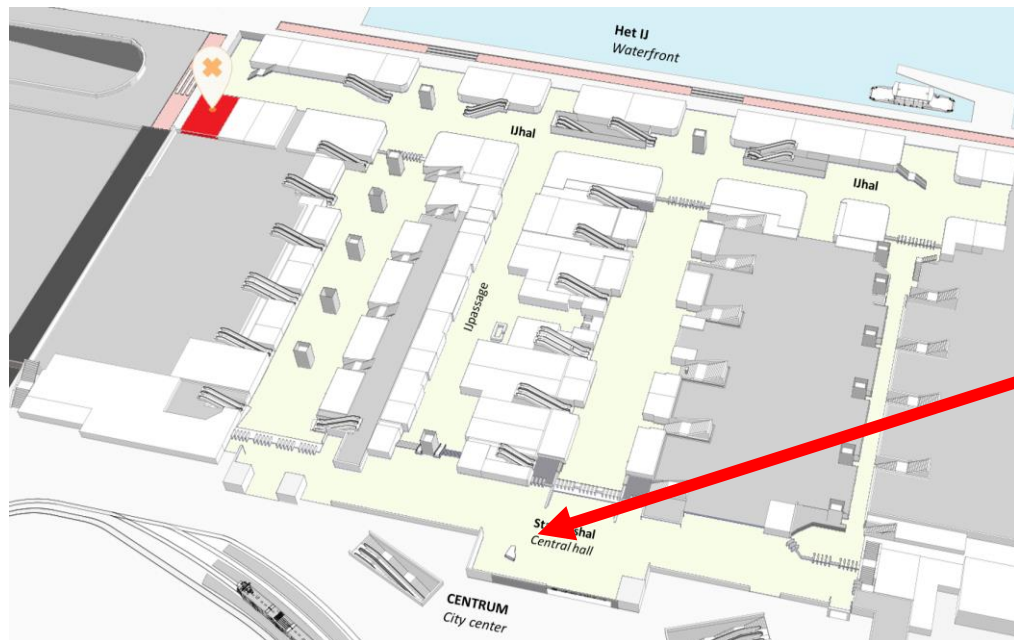 Het IJ
Waterfront
IJhal
IJhal
IJpassage
Central hall
CENTRUM
City center